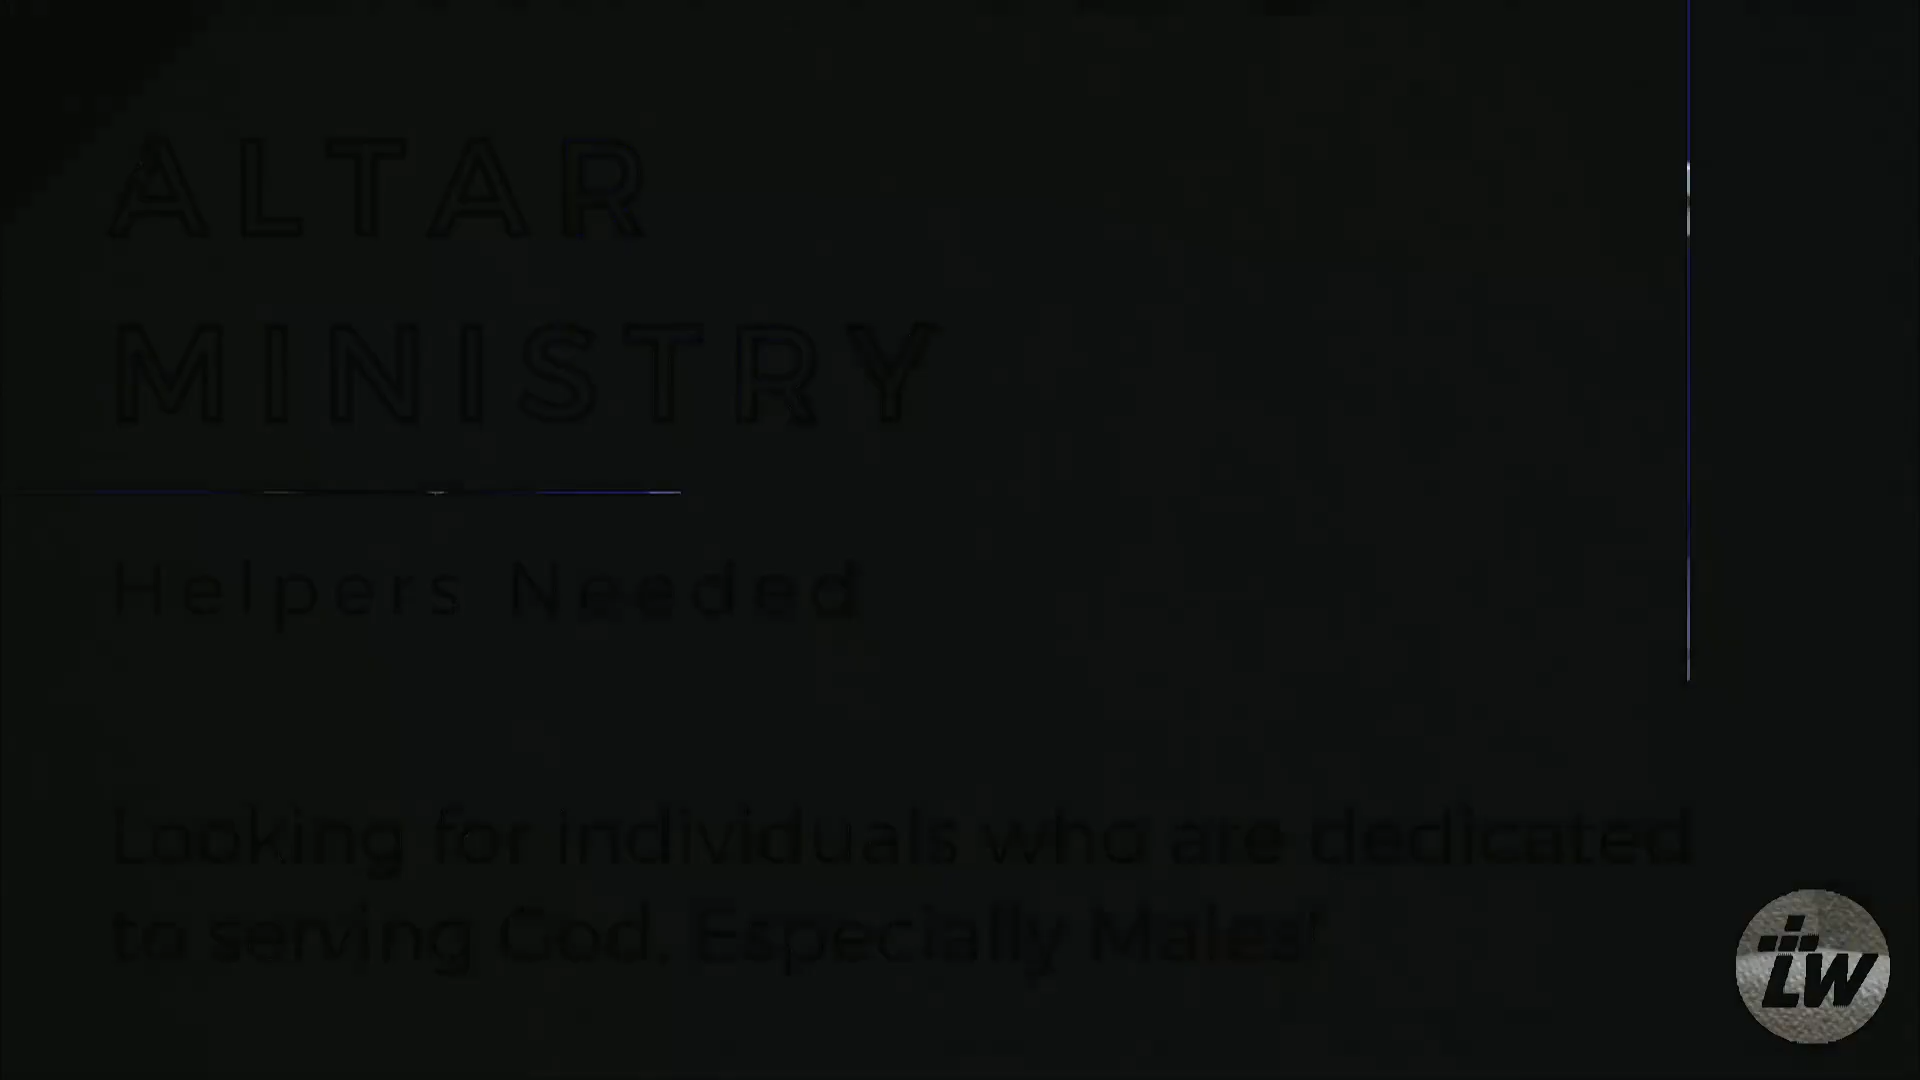 ALTAR
MINISTRY
Helpers Needed
Looking for individuals who are dedicated
to serving God. Especially Males!
LW